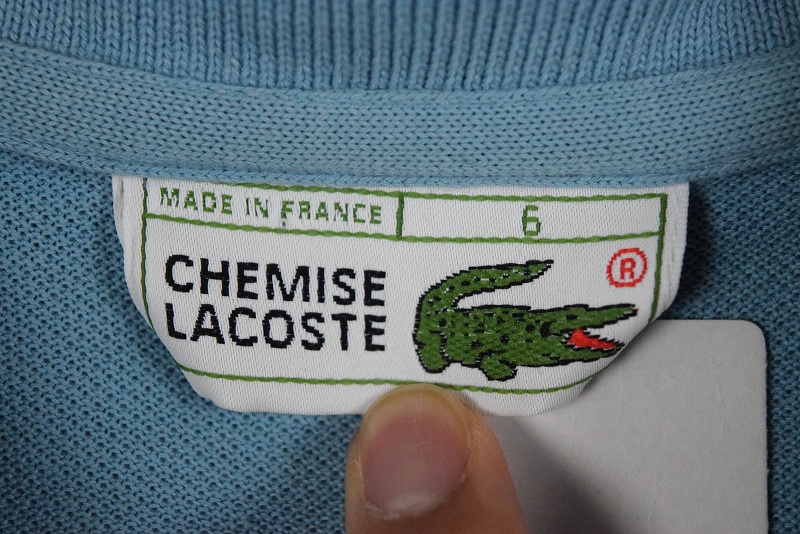 MADE IN FRANCE 6
CHEMISE
LACOSTE
®